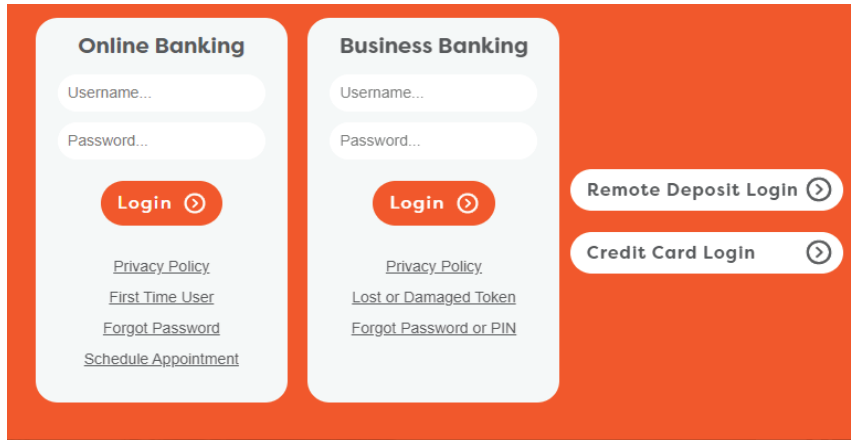 Online Banking
Username...
Password...
Login
Privacy Policy
First Time User
Forgot Password
Schedule Appointment
Business Banking
Username...
Password...
Login
Privacy Policy
Lost or Damaged Token
Forgot Password or PIN
Remote Deposit Login
Credit Card Login